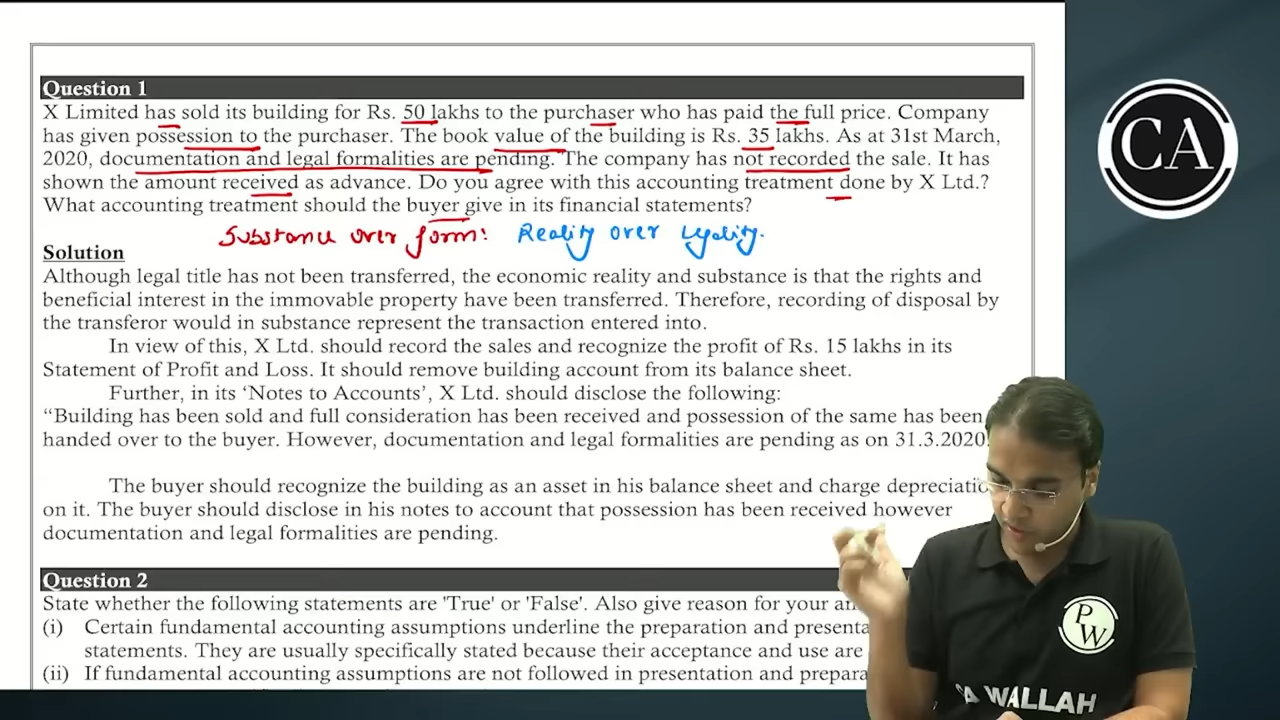 Question 1
X Limited has sold its building for Rs. 50 lakhs to the purchaser who has paid the full price. Company
has given possession to the purchaser. The book value of the building is Rs. 35 lakhs. As at 31st March,
2020, documentation and legal formalities are pending. The company has not recorded the sale. It has
shown the amount received as advance. Do you agree with this accounting treatment done by X Ltd.?
What accounting treatment should the buyer give in its financial statements?
Substance over form: Reality over Legality.
Solution
Although legal title has not been transferred, the economic reality and substance is that the rights and
beneficial interest in the immovable property have been transferred. Therefore, recording of disposal by
the transferor would in substance represent the transaction entered into.
In view of this, X Ltd. should record the sales and recognize the profit of Rs. 15 lakhs in its
Statement of Profit and Loss. It should remove building account from its balance sheet.
Further, in its ‘Notes to Accounts’, X Ltd. should disclose the following:
“Building has been sold and full consideration has been received and possession of the same has been
handed over to the buyer. However, documentation and legal formalities are pending as on 31.3.2020
The buyer should recognize the building as an asset in his balance sheet and charge depreciatio
on it. The buyer should disclose in his notes to account that possession has been received however
documentation and legal formalities are pending.
Question 2
State whether the following statements are 'True' or 'False'. Also give reason for your an
(i) Certain fundamental accounting assumptions underline the preparation and presenta
statements. They are usually specifically stated because their acceptance and use are
(ii) If fundamental accounting assumptions are not followed in presentation and prepara
CA
P
W
A WALLAH